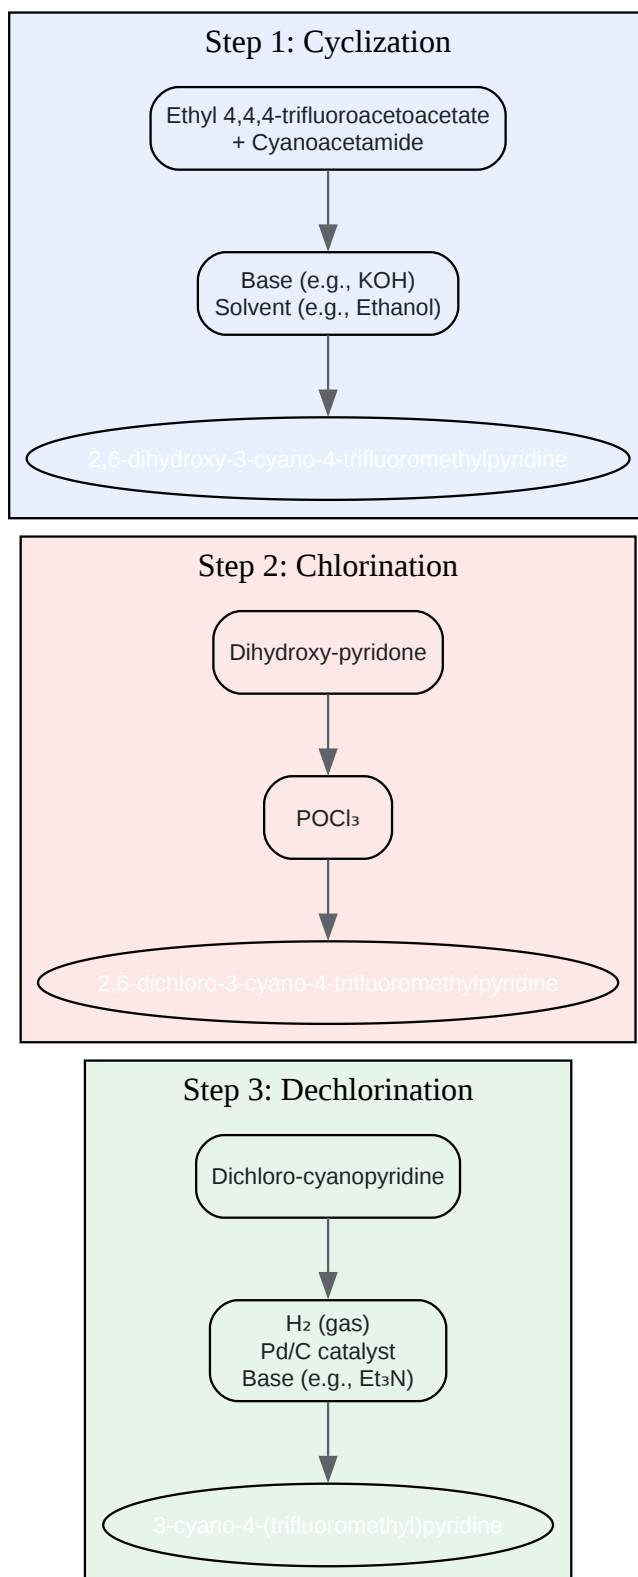 Step 1: Cyclization
Ethyl 4,4,4-trifluoroacetoacetate
+ Cyanoacetamide
Base (e.g., KOH)
Solvent (e.g., Ethanol)
2,6-dihydroxy-3-cyano-4-trifluoromethylpyridine
Step 2: Chlorination
Dihydroxy-pyridone
POCl₃
2,6-dichloro-3-cyano-4-trifluoromethylpyridine
Step 3: Dechlorination
Dichloro-cyanopyridine
H₂ (gas)
Pd/C catalyst
Base (e.g., Et₃N)
3-cyano-4-(trifluoromethyl)pyridine